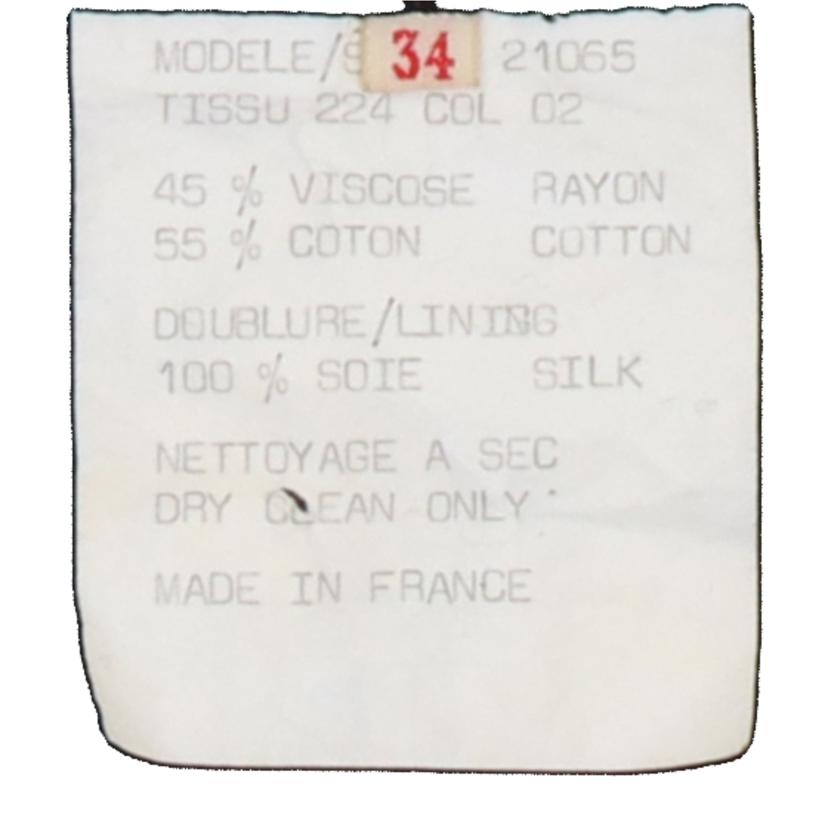 MODELE/S 34 21065
TISSU 224 COL 02
45 % VISCOSE RAYON
55 % COTON COTTON
DOUBLURE/LINING
100 % SOIE SILK
NETTOYAGE A SEC
DRY CLEAN ONLY
MADE IN FRANCE